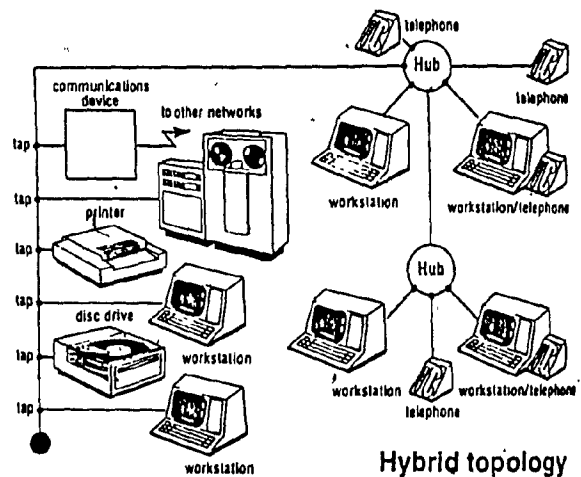 telephone
Hub
telephone
communications
device
to other networks
tap
tap
workstation
workstation/telephone
printer
tap
Hub
tap
disc drive
workstation
tap
workstation
workstation/telephone
telephone
tap
workstation
Hybrid topology